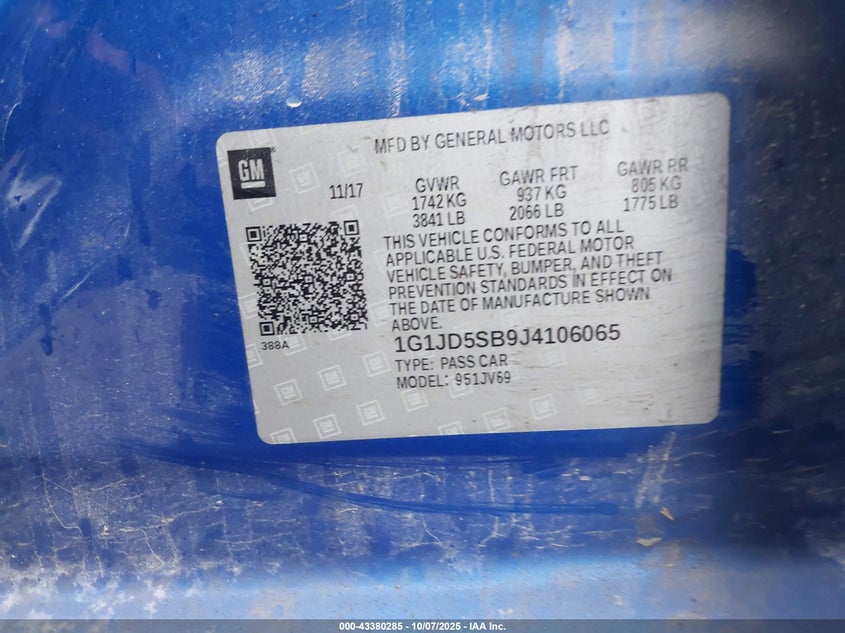 MFD BY GENERAL MOTORS LLC
GM
11/17
GVWR
1742 KG
3841 LB
GAWR FRT
937 KG
2066 LB
GAWR RR
805 KG
1775 LB
THIS VEHICLE CONFORMS TO ALL
APPLICABLE U.S. FEDERAL MOTOR
VEHICLE SAFETY, BUMPER, AND THEFT
PREVENTION STANDARDS IN EFFECT ON
THE DATE OF MANUFACTURE SHOWN
ABOVE.
388A
1G1JD5SB9J4106065
TYPE: PASS CAR
MODEL: 951JV69
GM
000-43380285 - 10/07/2025 - IAA Inc.